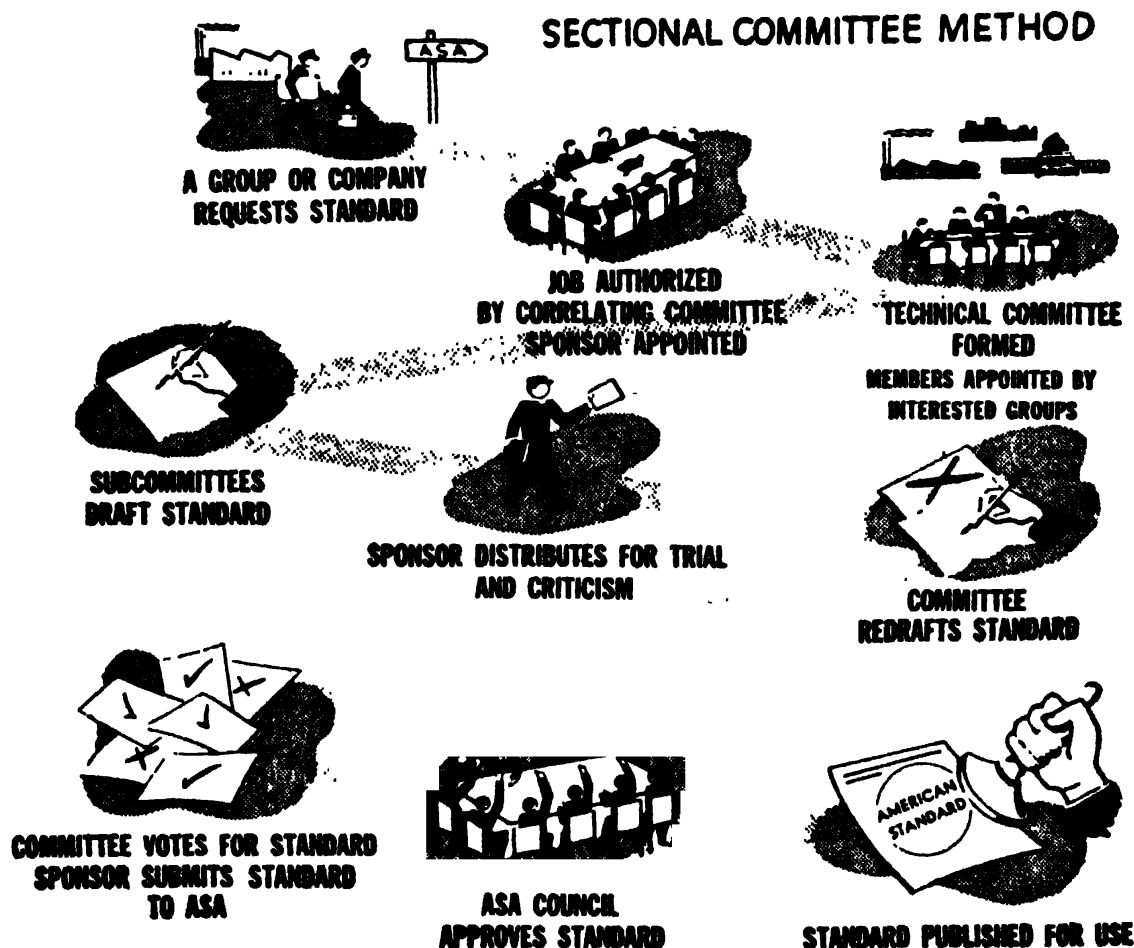 SECTIONAL COMMITTEE METHOD
ASA
A GROUP OR COMPANY
REQUESTS STANDARD
JOB AUTHORIZED
BY CORRELATING COMMITTEE
SPONSOR APPOINTED
TECHNICAL COMMITTEE
FORMED
MEMBERS APPOINTED BY
INTERESTED GROUPS
SUBCOMMITTEES
DRAFT STANDARD
SPONSOR DISTRIBUTES FOR TRIAL
AND CRITICISM
COMMITTEE
REDRAFTS STANDARD
COMMITTEE VOTES FOR STANDARD
SPONSOR SUBMITS STANDARD
TO ASA
ASA COUNCIL
APPROVES STANDARD
AMERICAN
STANDARD
STANDARD PUBLISHED FOR USE